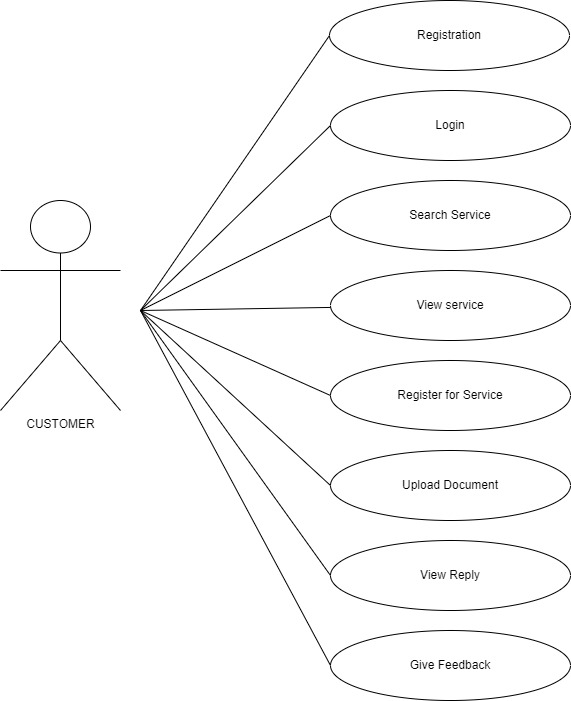 Registration
Login
Search Service
View service
Register for Service
CUSTOMER
Upload Document
View Reply
Give Feedback